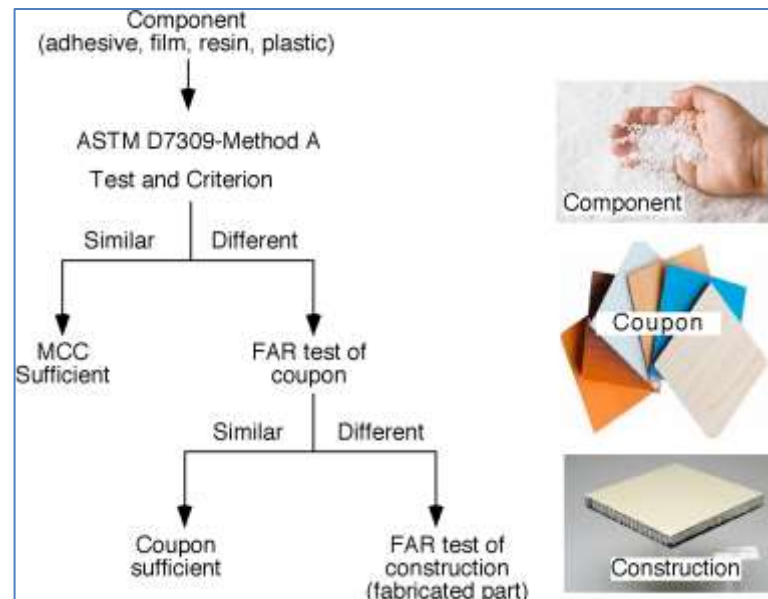 Component
(adhesive, film, resin, plastic)
ASTM D7309-Method A
Test and Criterion
Similar Different
MCC
Sufficient
FAR test of
coupon
Similar Different
Coupon
sufficient
FAR test of
construction
(fabricated part)
Component
Coupon
Construction